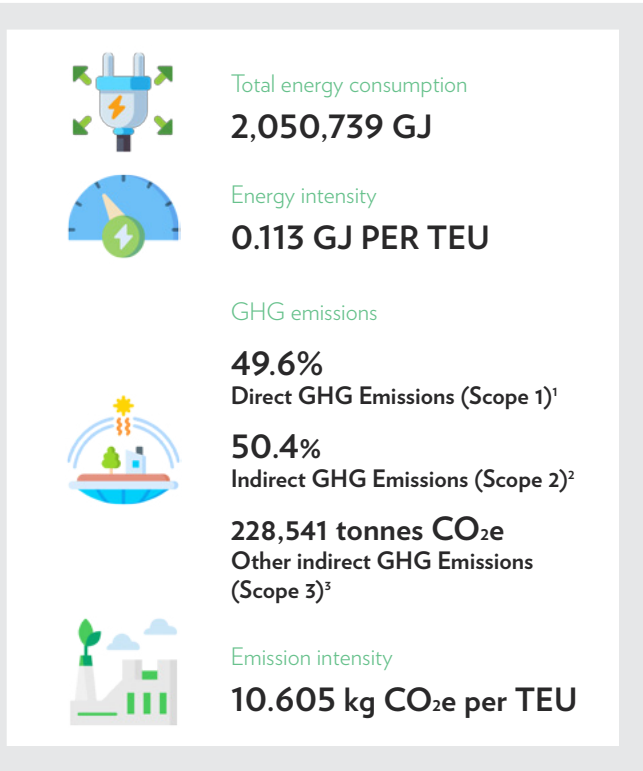 Total energy consumption
2,050,739 GJ
Energy intensity
0.113 GJ PER TEU
GHG emissions
49.6%
Direct GHG Emissions (Scope 1)¹
50.4%
Indirect GHG Emissions (Scope 2)²
228,541 tonnes CO₂e
Other indirect GHG Emissions
(Scope 3)³
Emission intensity
10.605 kg CO₂e per TEU